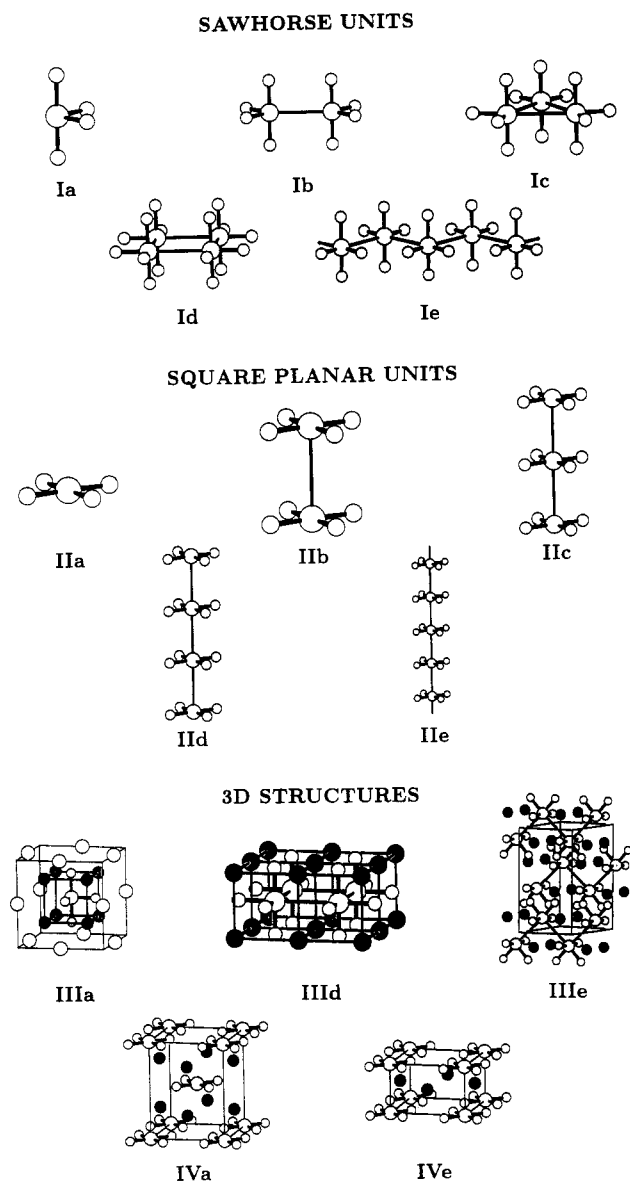 SAWHORSE UNITS
Ia Ib Ic
Id Ie
SQUARE PLANAR UNITS
IIa IIb IIc
IId IIe
3D STRUCTURES
IIIa IIId IIIe
IVa IVe